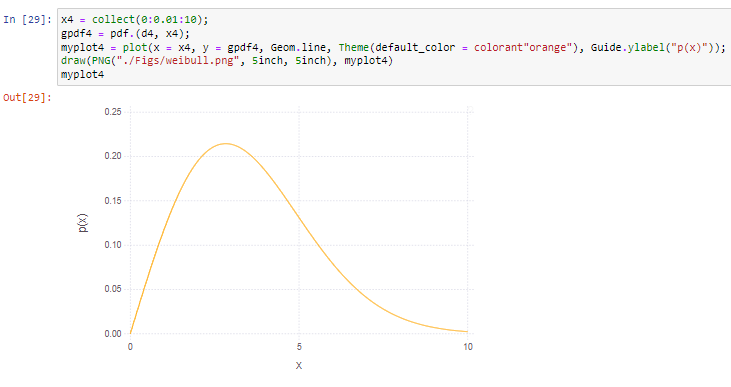 In [29]: x4 = collect(0:0.01:10);
gpdf4 = pdf.(d4, x4);
myplot4 = plot(x = x4, y = gpdf4, Geom.line, Theme(default_color = colorant"orange"), Guide.ylabel("p(x)"));
draw(PNG("./Figs/weibull.png", 5inch, 5inch), myplot4)
myplot4
Out[29]:
0.25
0.20
0.15
p(x)
0.10
0.05
0.00
0 5 10
x